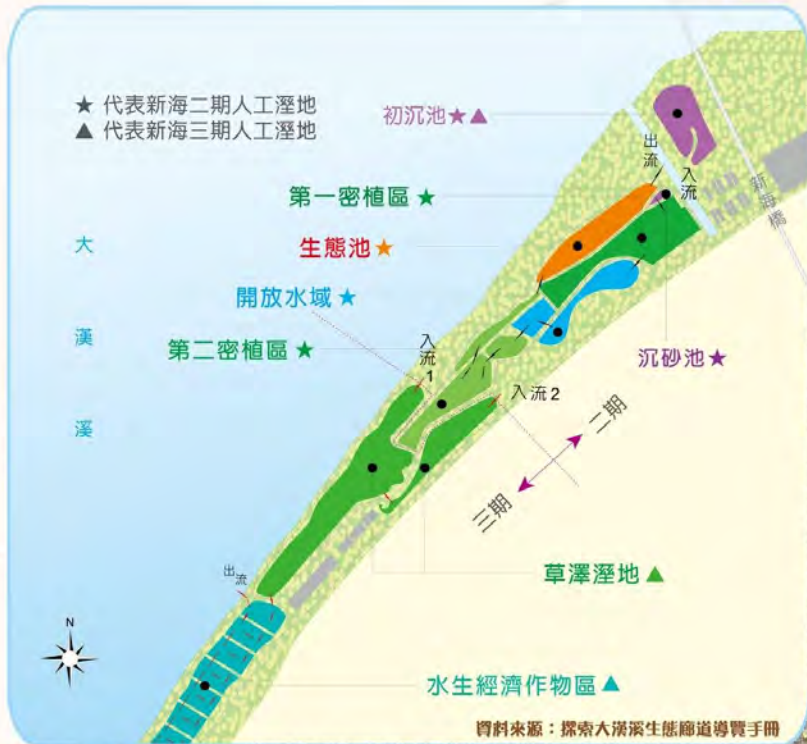 ★ 代表新海二期人工溼地
▲ 代表新海三期人工溼地
初沉池★▲
出流
入流
新海橋
第一密植區★
生態池★
開放水域★
第二密植區★
入流1
入流2
沉砂池★
大漢溪
二期
三期
草澤溼地▲
出流
水生經濟作物區▲
N
資料來源：探索大漢溪生態廊道導覽手冊